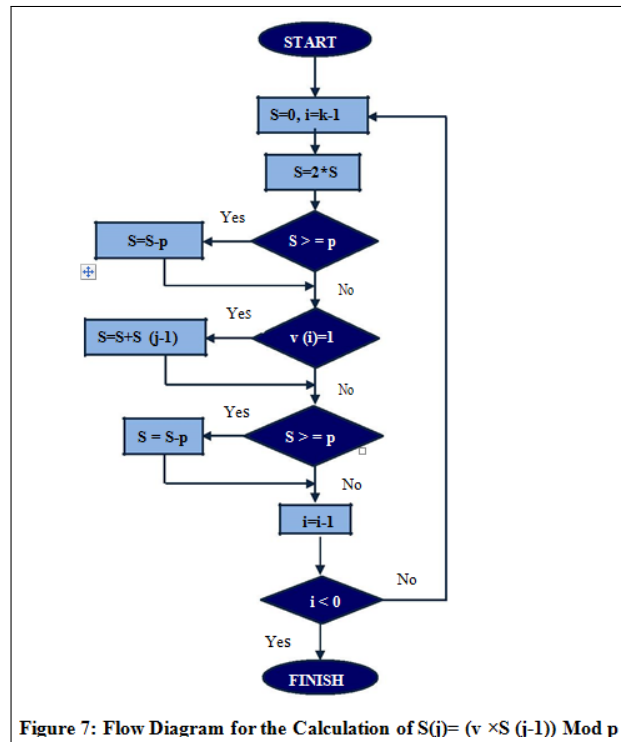 START
S=0, i=k-1
S=2*S
Yes
S > = p
S=S-p
No
Yes
v (i)=1
S=S+S (j-1)
No
Yes
S > = p
S = S-p
No
i=i-1
No
i < 0
Yes
FINISH
Figure 7: Flow Diagram for the Calculation of S(j)= (v ×S (j-1)) Mod p